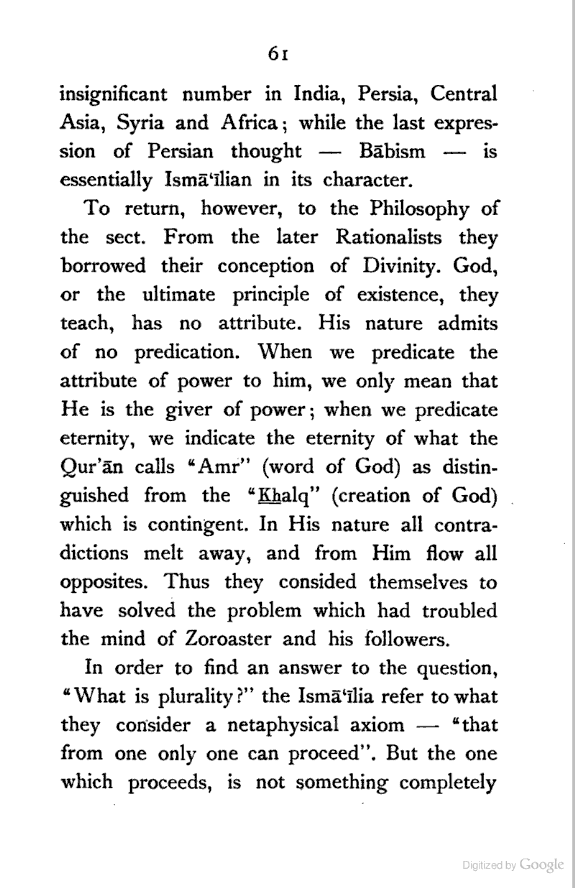 61
insignificant number in India, Persia, Central
Asia, Syria and Africa; while the last expres-
sion of Persian thought — Bābism — is
essentially Ismā‘īlian in its character.
To return, however, to the Philosophy of
the sect. From the later Rationalists they
borrowed their conception of Divinity. God,
or the ultimate principle of existence, they
teach, has no attribute. His nature admits
of no predication. When we predicate the
attribute of power to him, we only mean that
He is the giver of power; when we predicate
eternity, we indicate the eternity of what the
Qur’ān calls “Amr” (word of God) as distin-
guished from the “Khalq” (creation of God)
which is contingent. In His nature all contra-
dictions melt away, and from Him flow all
opposites. Thus they consided themselves to
have solved the problem which had troubled
the mind of Zoroaster and his followers.
In order to find an answer to the question,
“What is plurality?” the Ismā‘īlia refer to what
they consider a netaphysical axiom — “that
from one only one can proceed”. But the one
which proceeds, is not something completely
Digitized by Google